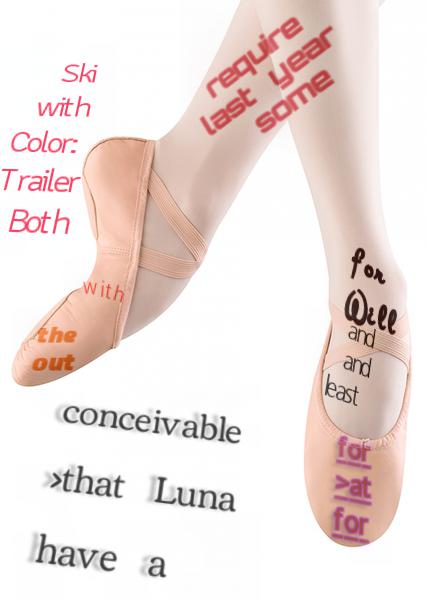 require
last year
some
Ski
with
Color:
Trailer
Both
for
Will
and
and
least
with
the
out
conceivable
>that Luna
have a
for
>at
for